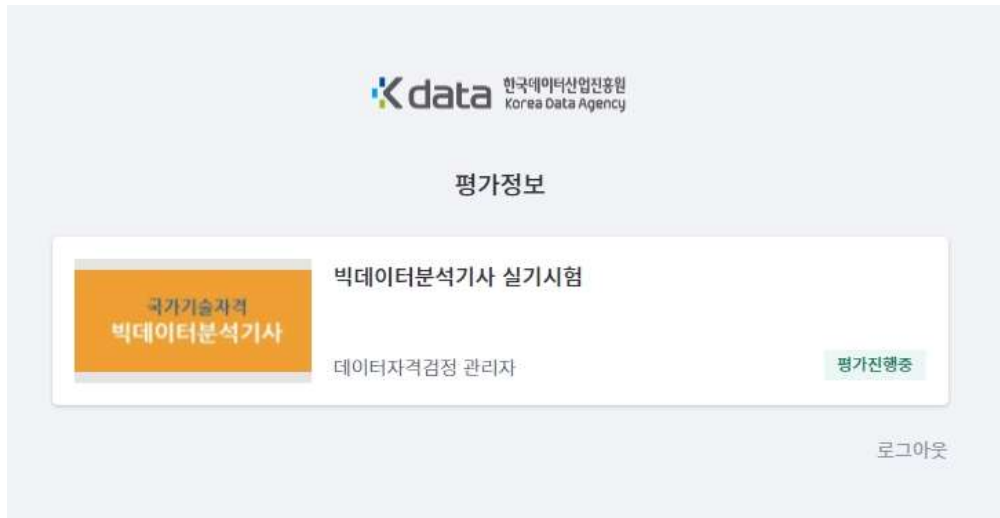 K data 한국데이터산업진흥원
Korea Data Agency
평가정보
국가기술자격
빅데이터분석기사
빅데이터분석기사 실기시험
데이터자격검정 관리자
평가진행중
로그아웃